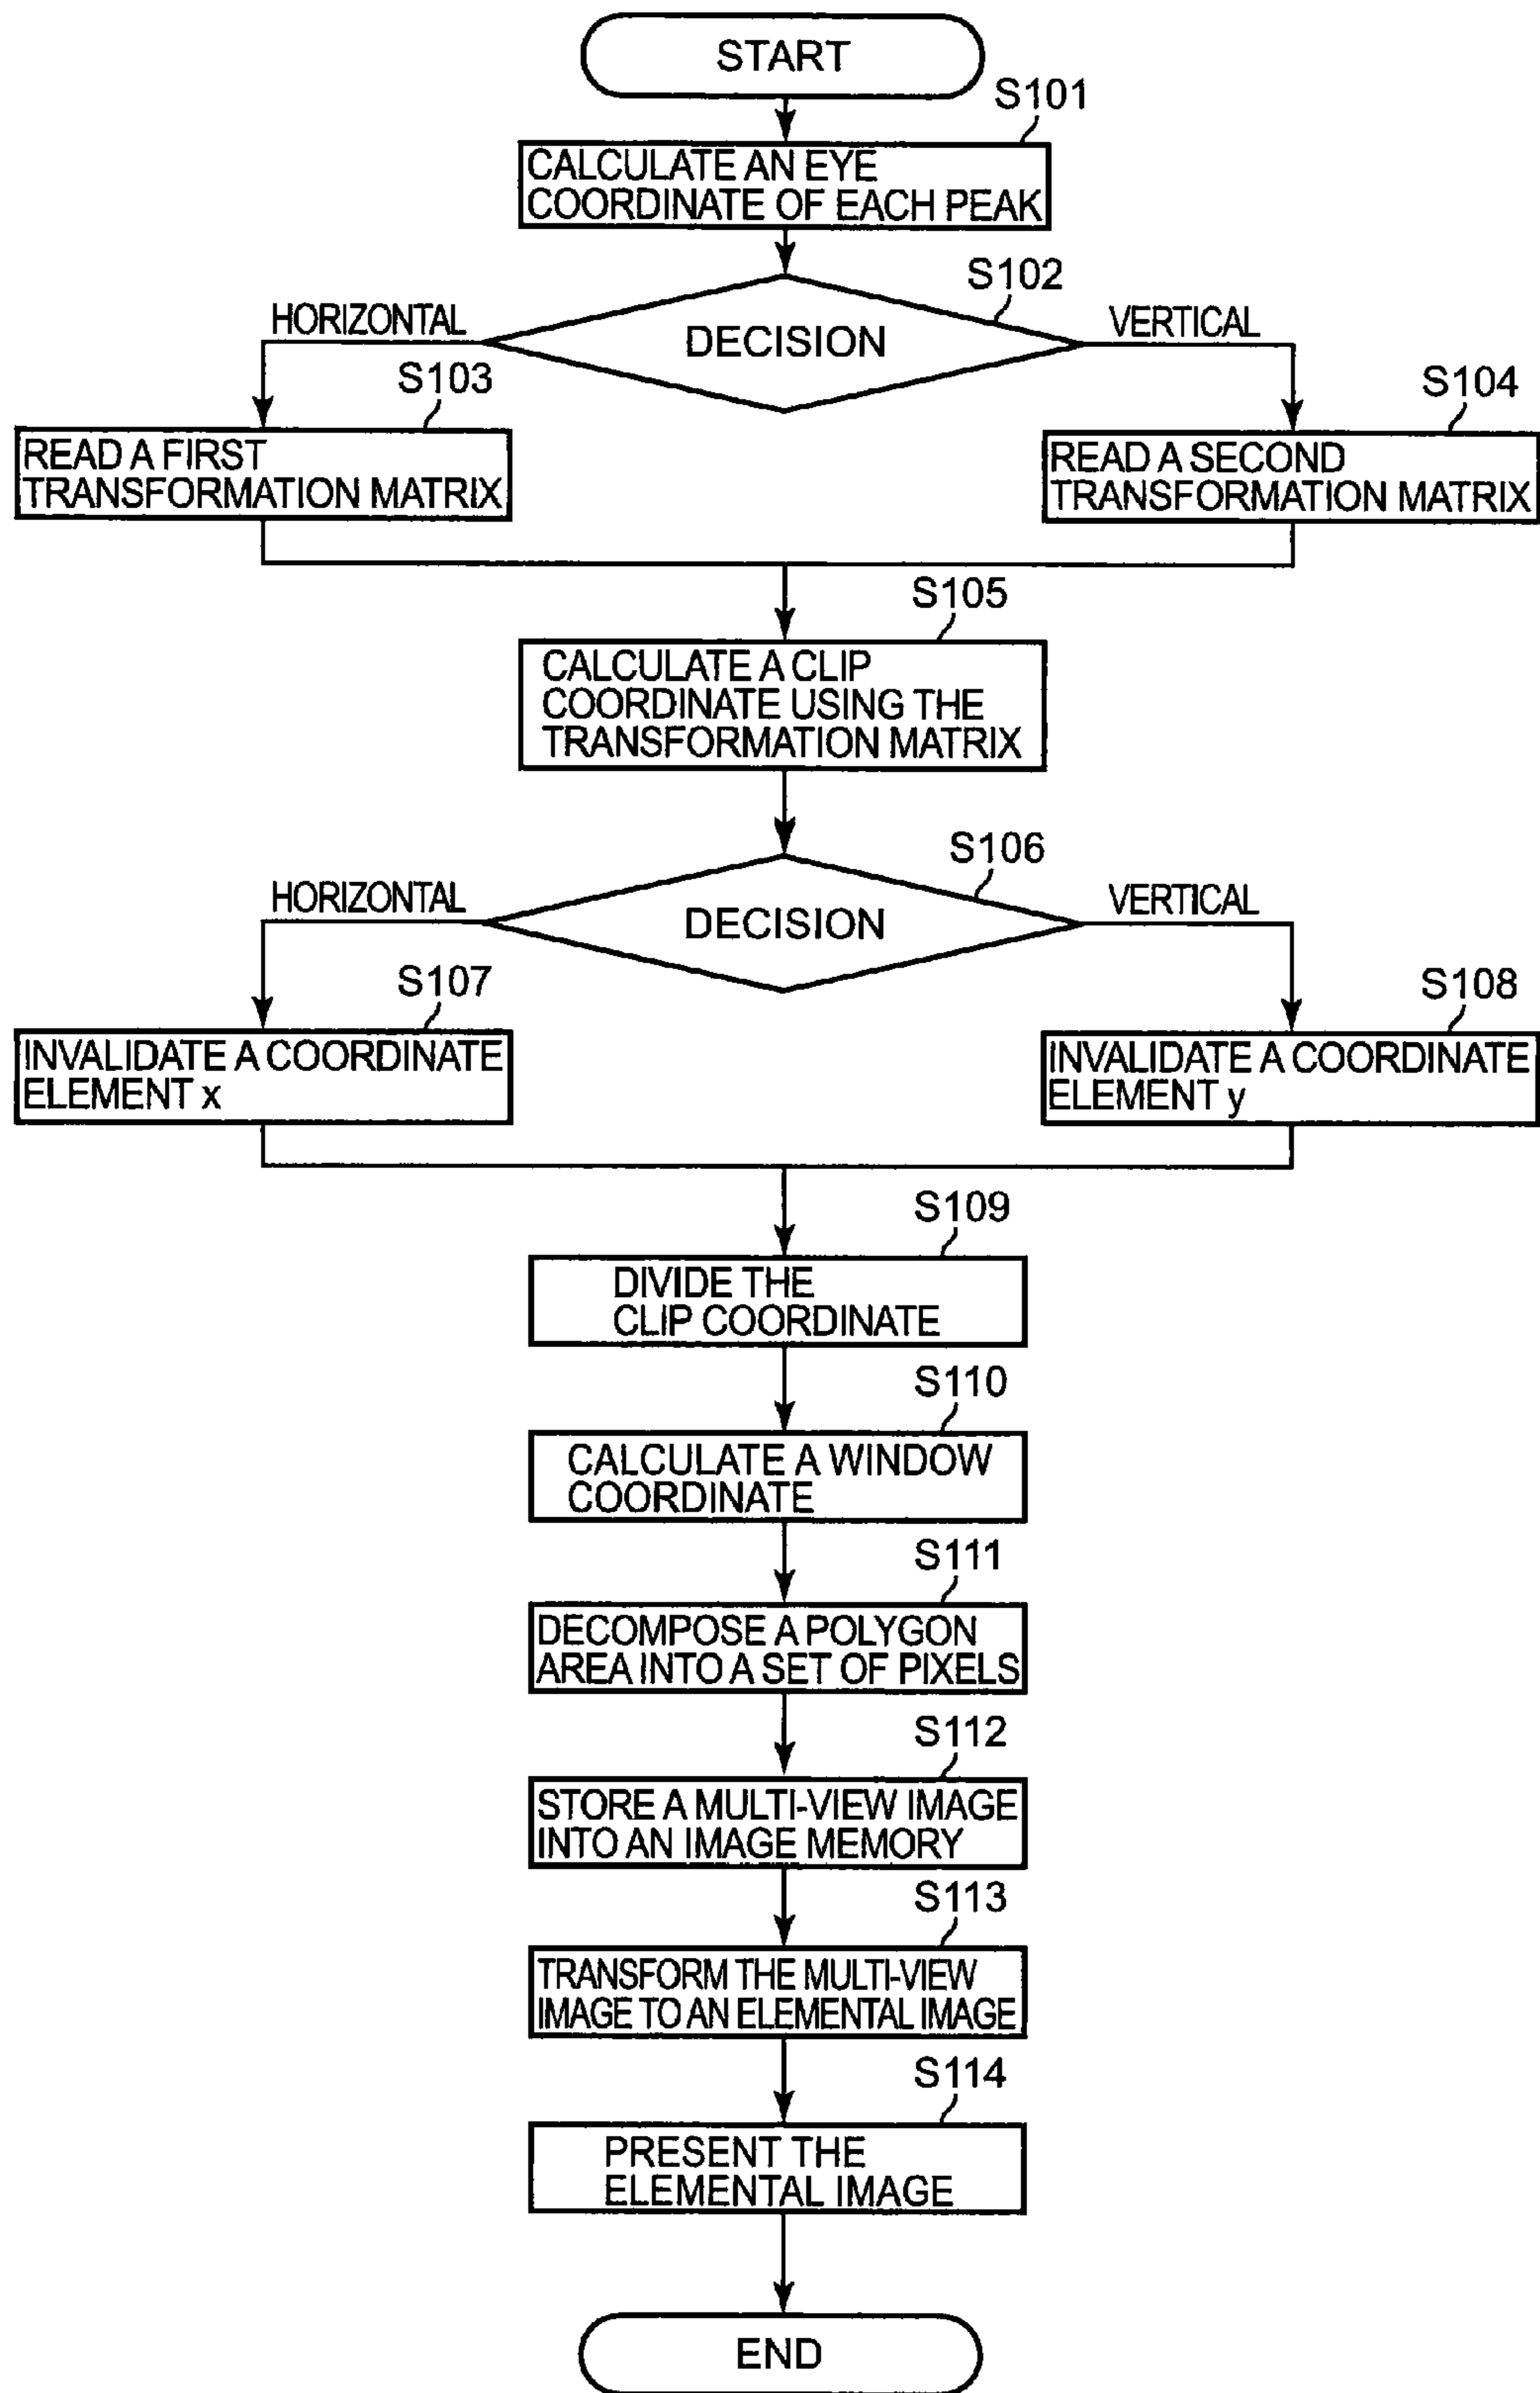 START
S101
CALCULATE AN EYE
COORDINATE OF EACH PEAK
S102
HORIZONTAL
DECISION
VERTICAL
S103
READ A FIRST
TRANSFORMATION MATRIX
S104
READ A SECOND
TRANSFORMATION MATRIX
S105
CALCULATE A CLIP
COORDINATE USING THE
TRANSFORMATION MATRIX
S106
HORIZONTAL
DECISION
VERTICAL
S107
INVALIDATE A COORDINATE
ELEMENT x
S108
INVALIDATE A COORDINATE
ELEMENT y
S109
DIVIDE THE
CLIP COORDINATE
S110
CALCULATE A WINDOW
COORDINATE
S111
DECOMPOSE A POLYGON
AREA INTO A SET OF PIXELS
S112
STORE A MULTI-VIEW IMAGE
INTO AN IMAGE MEMORY
S113
TRANSFORM THE MULTI-VIEW
IMAGE TO AN ELEMENTAL IMAGE
S114
PRESENT THE
ELEMENTAL IMAGE
END